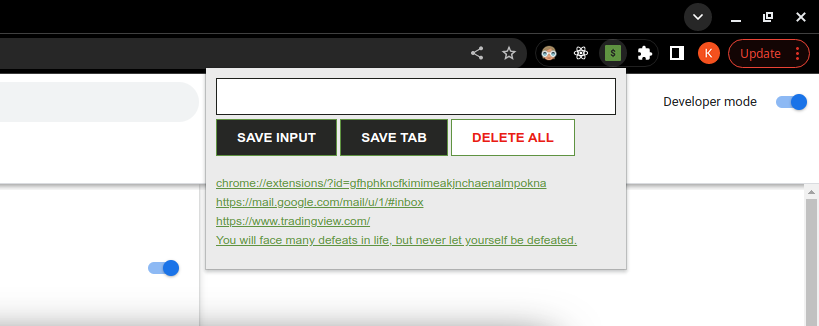 $
K
Update
Developer mode
SAVE INPUT
SAVE TAB
DELETE ALL
chrome://extensions/?id=gfhphkncfkimimeakjnchaenalmpokna
https://mail.google.com/mail/u/1/#inbox
https://www.tradingview.com/
You will face many defeats in life, but never let yourself be defeated.